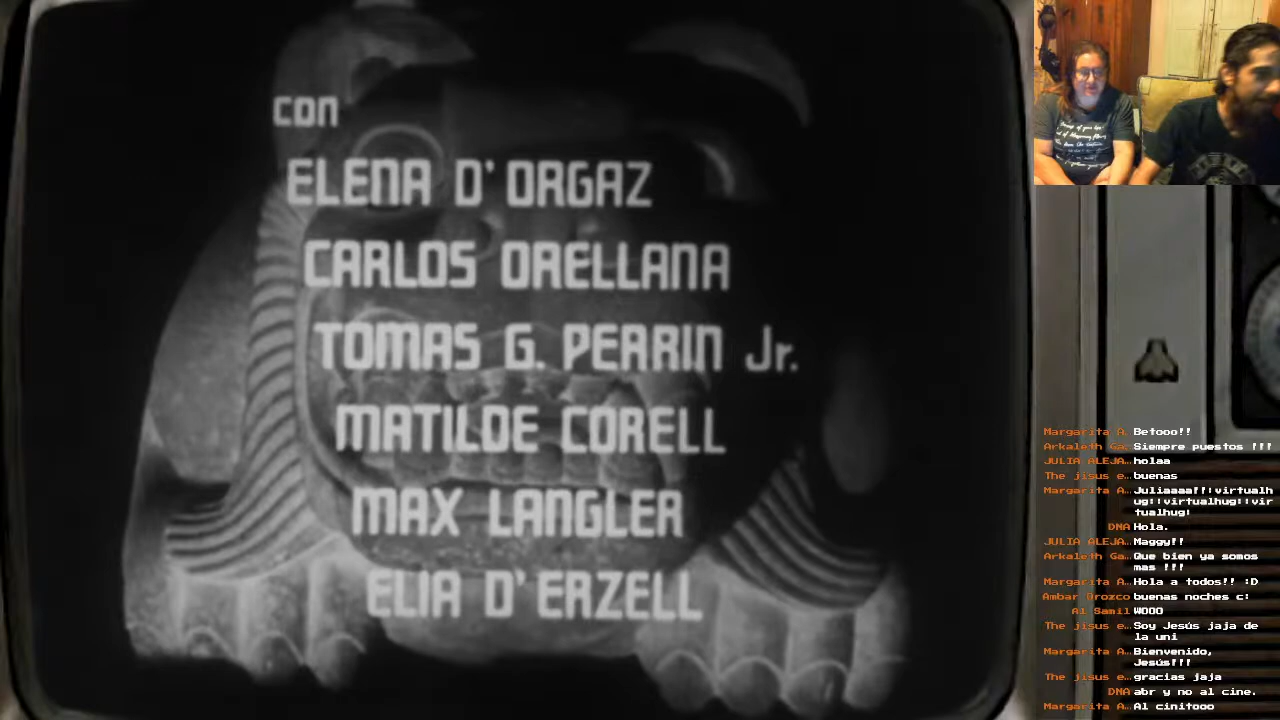 con
ELENA D'ORGAZ
CARLOS ORELLANA
TOMAS G. PERRIN Jr.
MATILDE CORELL
MAX LANGLER
ELIA D'ERZELL
Margarita A… Betooo!!
Arkaleth Ga… Siempre puestos !!!
JULIA ALEJA… holaa
The jisus e… buenas
Margarita A… Juliaaaa!!!virtualh
ug!!virtualhug!!vir
tualhug!
DNA Hola.
JULIA ALEJA… Maggy!!
Arkaleth Ga… Que bien ya somos
mas !!!
Margarita A… Hola a todos!! :D
Ambar Orozco buenas noches c:
Al Samil WOOO
The jisus e… Soy Jesús jaja de
la uni
Margarita A… Bienvenido,
Jesús!!!
The jisus e… gracias jaja
DNA abr y no al cine.
Margarita A… Al cinitooo